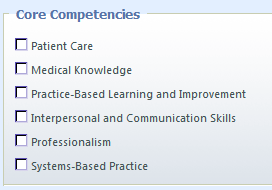 Core Competencies
Patient Care
Medical Knowledge
Practice-Based Learning and Improvement
Interpersonal and Communication Skills
Professionalism
Systems-Based Practice